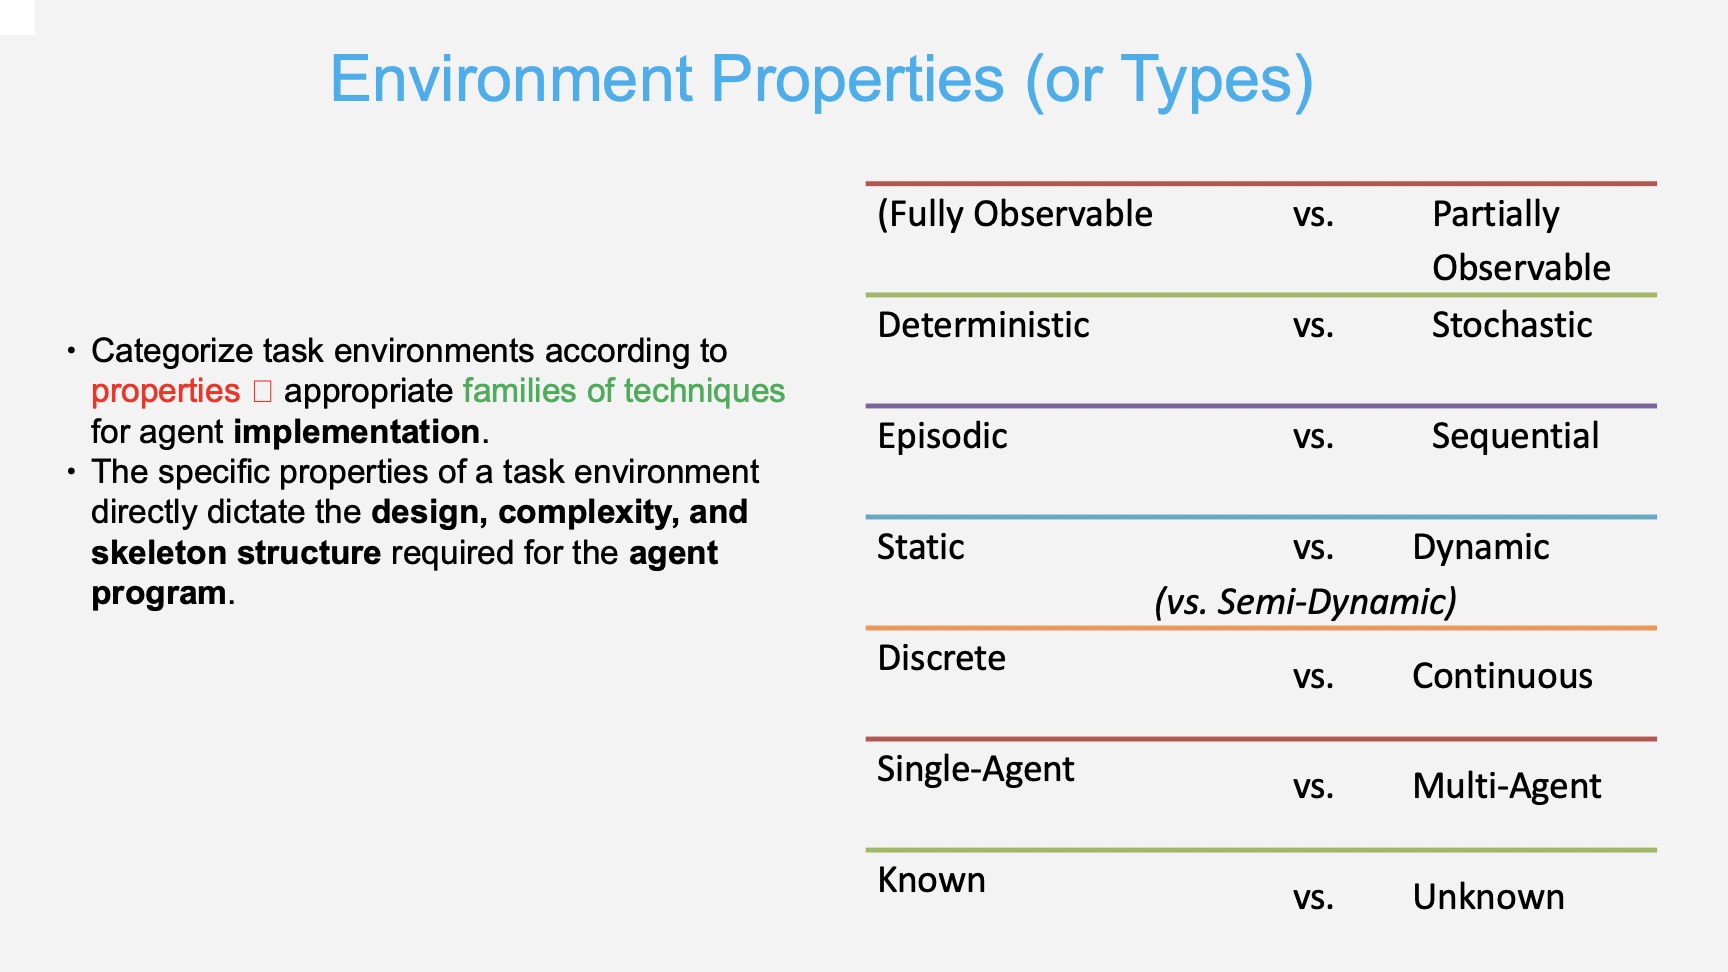 Environment Properties (or Types)
• Categorize task environments according to
properties □ appropriate families of techniques
for agent implementation.
• The specific properties of a task environment
directly dictate the design, complexity, and
skeleton structure required for the agent
program.
(Fully Observable vs. Partially
Observable
Deterministic vs. Stochastic
Episodic vs. Sequential
Static vs. Dynamic
(vs. Semi-Dynamic)
Discrete vs. Continuous
Single-Agent vs. Multi-Agent
Known vs. Unknown